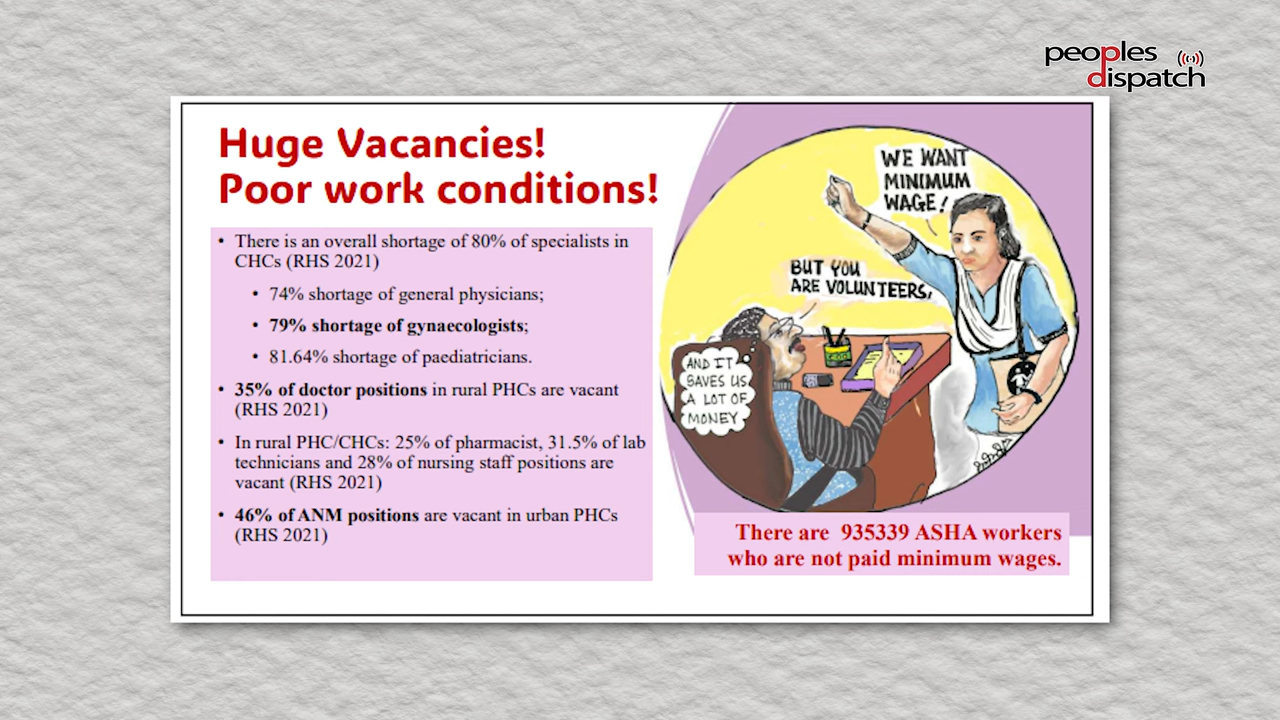 peoples
dispatch
Huge Vacancies!
Poor work conditions!
• There is an overall shortage of 80% of specialists in
CHCs (RHS 2021)
• 74% shortage of general physicians;
• 79% shortage of gynaecologists;
• 81.64% shortage of paediatricians.
• 35% of doctor positions in rural PHCs are vacant
(RHS 2021)
• In rural PHC/CHCs: 25% of pharmacist, 31.5% of lab
technicians and 28% of nursing staff positions are
vacant (RHS 2021)
• 46% of ANM positions are vacant in urban PHCs
(RHS 2021)
WE WANT
MINIMUM
WAGE!
BUT YOU
ARE VOLUNTEERS,
AND IT
SAVES US
A LOT OF
MONEY
There are 935339 ASHA workers
who are not paid minimum wages.